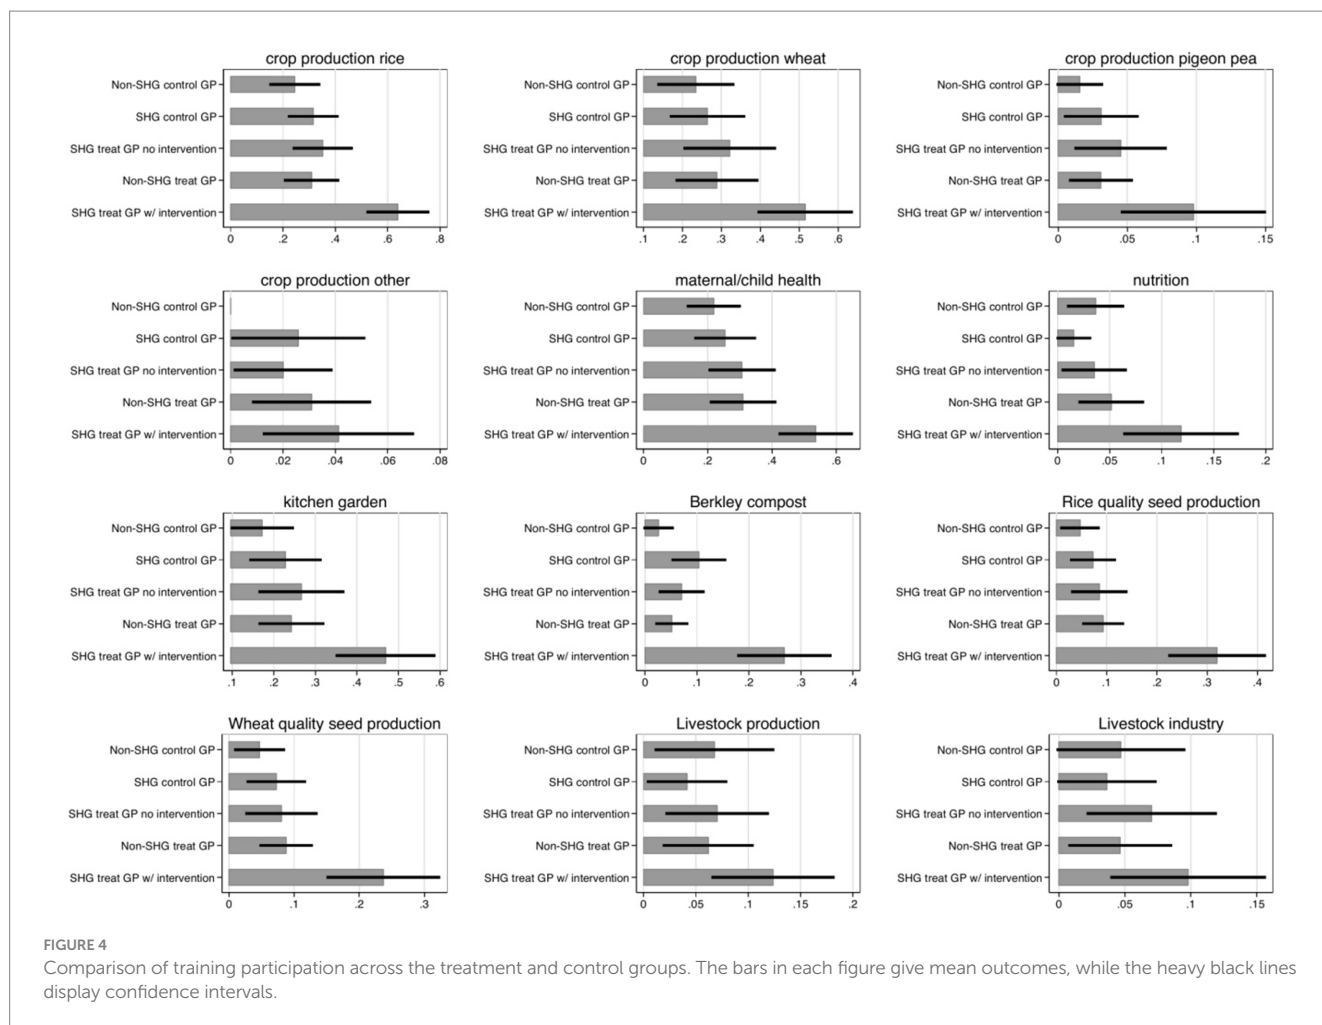 crop production rice
Non-SHG control GP
SHG control GP
SHG treat GP no intervention
Non-SHG treat GP
SHG treat GP w/ intervention
0 .2 .4 .6 .8
crop production wheat
Non-SHG control GP
SHG control GP
SHG treat GP no intervention
Non-SHG treat GP
SHG treat GP w/ intervention
.1 .2 .3 .4 .5 .6
crop production pigeon pea
Non-SHG control GP
SHG control GP
SHG treat GP no intervention
Non-SHG treat GP
SHG treat GP w/ intervention
0 .05 .1 .15
crop production other
Non-SHG control GP
SHG control GP
SHG treat GP no intervention
Non-SHG treat GP
SHG treat GP w/ intervention
0 .02 .04 .06 .08
maternal/child health
Non-SHG control GP
SHG control GP
SHG treat GP no intervention
Non-SHG treat GP
SHG treat GP w/ intervention
0 .2 .4 .6
nutrition
Non-SHG control GP
SHG control GP
SHG treat GP no intervention
Non-SHG treat GP
SHG treat GP w/ intervention
0 .05 .1 .15 .2
kitchen garden
Non-SHG control GP
SHG control GP
SHG treat GP no intervention
Non-SHG treat GP
SHG treat GP w/ intervention
.1 .2 .3 .4 .5 .6
Berkley compost
Non-SHG control GP
SHG control GP
SHG treat GP no intervention
Non-SHG treat GP
SHG treat GP w/ intervention
0 .1 .2 .3 .4
Rice quality seed production
Non-SHG control GP
SHG control GP
SHG treat GP no intervention
Non-SHG treat GP
SHG treat GP w/ intervention
0 .1 .2 .3 .4
Wheat quality seed production
Non-SHG control GP
SHG control GP
SHG treat GP no intervention
Non-SHG treat GP
SHG treat GP w/ intervention
0 .1 .2 .3
Livestock production
Non-SHG control GP
SHG control GP
SHG treat GP no intervention
Non-SHG treat GP
SHG treat GP w/ intervention
0 .05 .1 .15 .2
Livestock industry
Non-SHG control GP
SHG control GP
SHG treat GP no intervention
Non-SHG treat GP
SHG treat GP w/ intervention
0 .05 .1 .15
FIGURE 4
Comparison of training participation across the treatment and control groups. The bars in each figure give mean outcomes, while the heavy black lines
display confidence intervals.